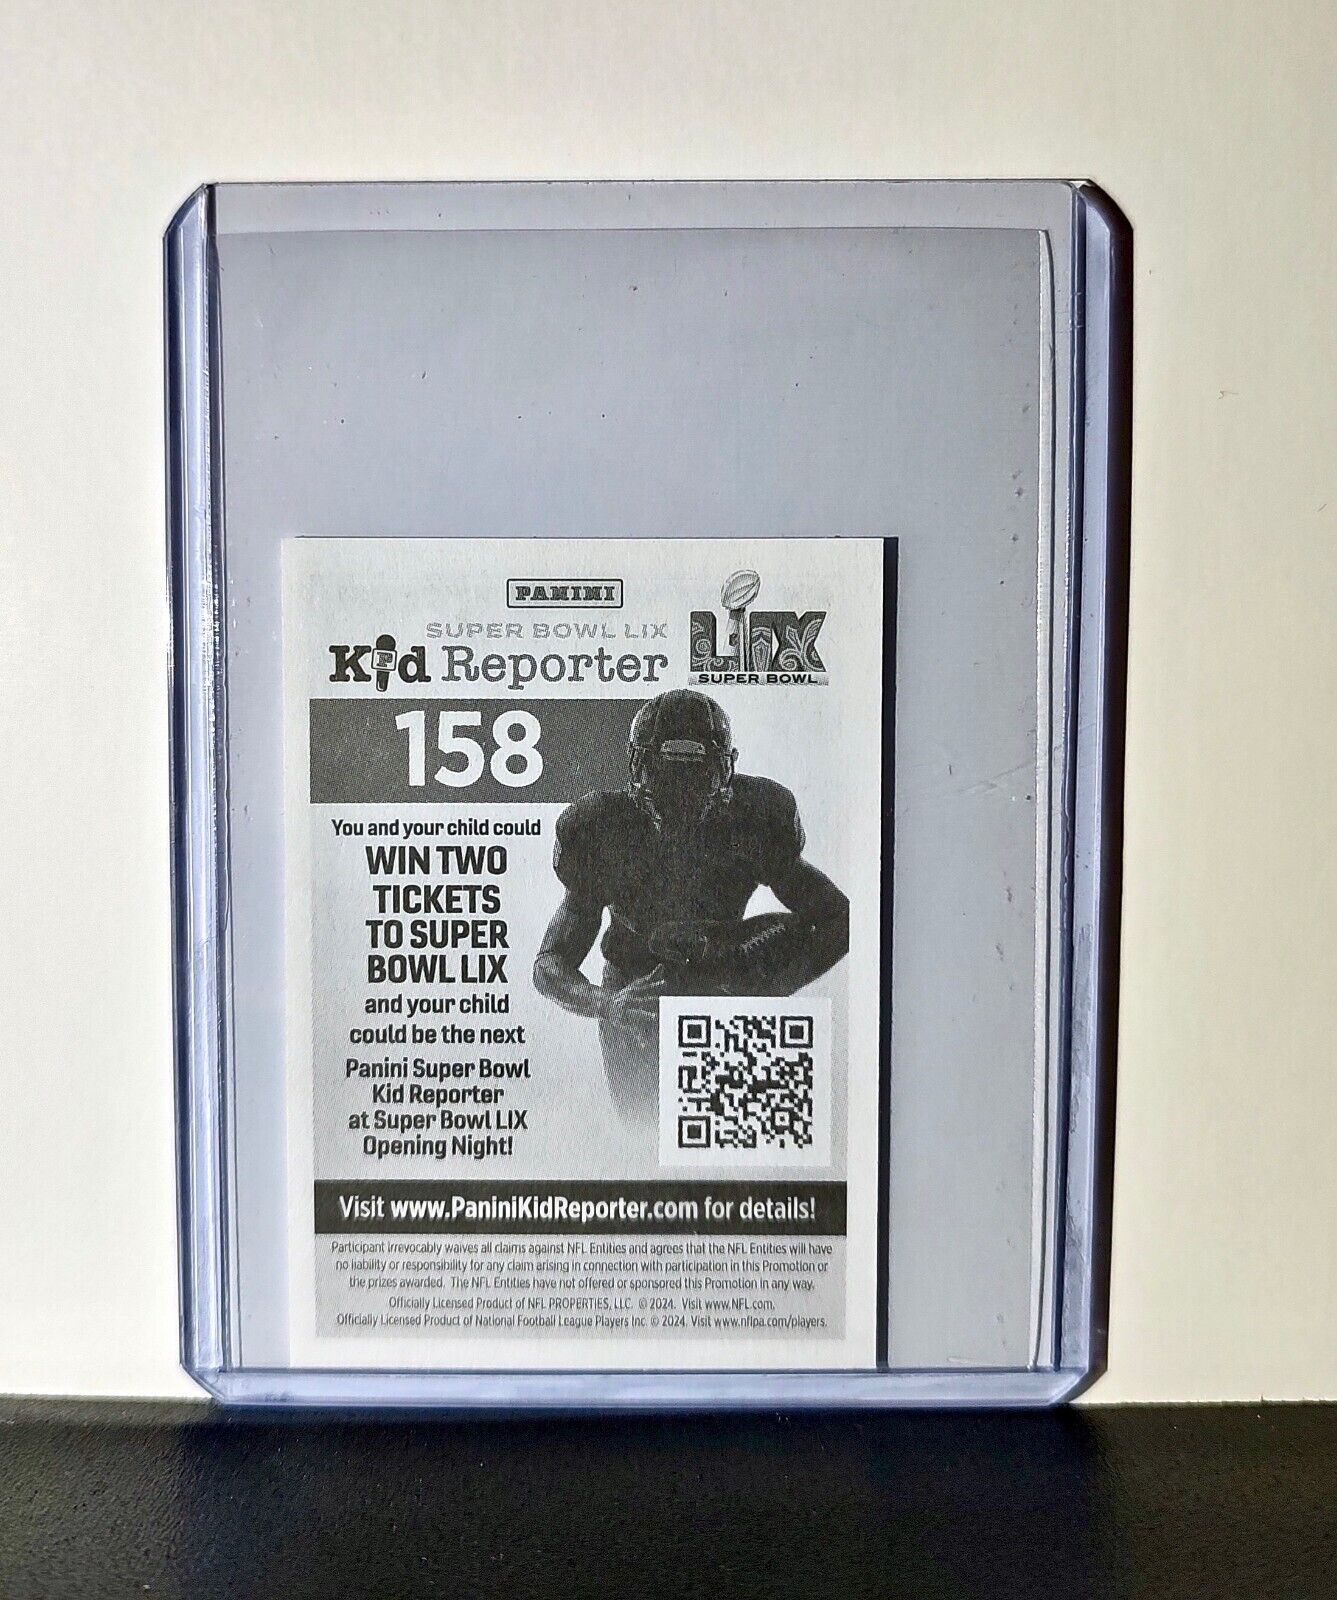 PANINI
SUPER BOWL LIX
Kid Reporter
LIX
SUPER BOWL
158
You and your child could
WIN TWO
TICKETS
TO SUPER
BOWL LIX
and your child
could be the next
Panini Super Bowl
Kid Reporter
at Super Bowl LIX
Opening Night!
Visit www.PaniniKidReporter.com for details!
Participant irrevocably waives all claims against NFL Entities and agrees that the NFL Entities will have
no liability or responsibility for any claim arising in connection with participation in this Promotion or
the prizes awarded. The NFL Entities have not offered or sponsored this Promotion in any way.
Officially Licensed Product of NFL PROPERTIES, LLC. © 2024. Visit www.NFL.com.
Officially Licensed Product of National Football League Players Inc. © 2024. Visit www.nflpa.com/players.